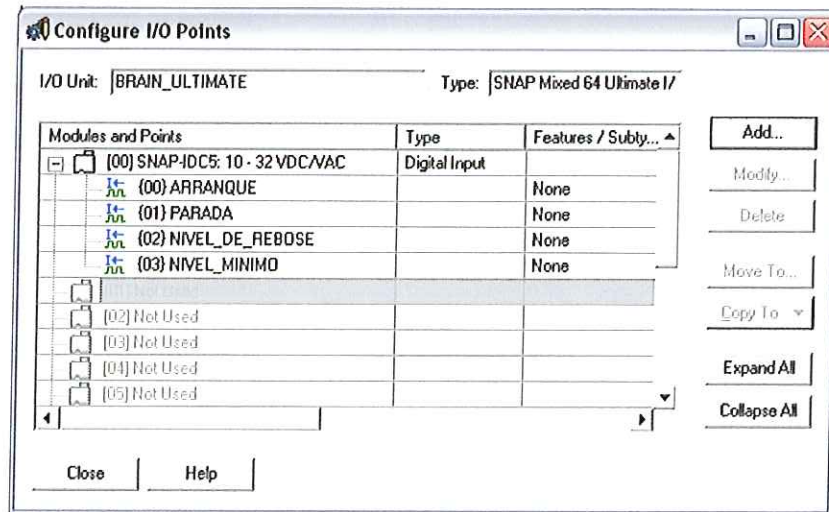 Configure I/O Points
I/O Unit: BRAIN_ULTIMATE Type: SNAP Mixed 64 Ultimate I/
Modules and Points Type Features / Subty...
[00] SNAP-IDC5: 10 - 32 VDC/VAC Digital Input
{00} ARRANQUE None
{01} PARADA None
{02} NIVEL_DE_REBOSE None
{03} NIVEL_MINIMO None
[01] Not Used
[02] Not Used
[03] Not Used
[04] Not Used
[05] Not Used
Add...
Modify...
Delete
Move To...
Copy To
Expand All
Collapse All
Close Help